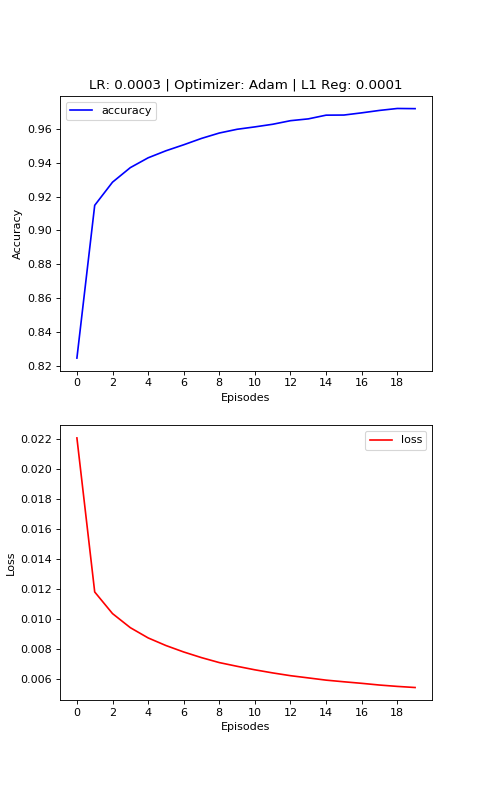 LR: 0.0003 | Optimizer: Adam | L1 Reg: 0.0001
accuracy
0.96
0.94
0.92
0.90
0.88
0.86
0.84
0.82
Accuracy
0 2 4 6 8 10 12 14 16 18
Episodes
loss
0.022
0.020
0.018
0.016
0.014
0.012
0.010
0.008
0.006
Loss
0 2 4 6 8 10 12 14 16 18
Episodes